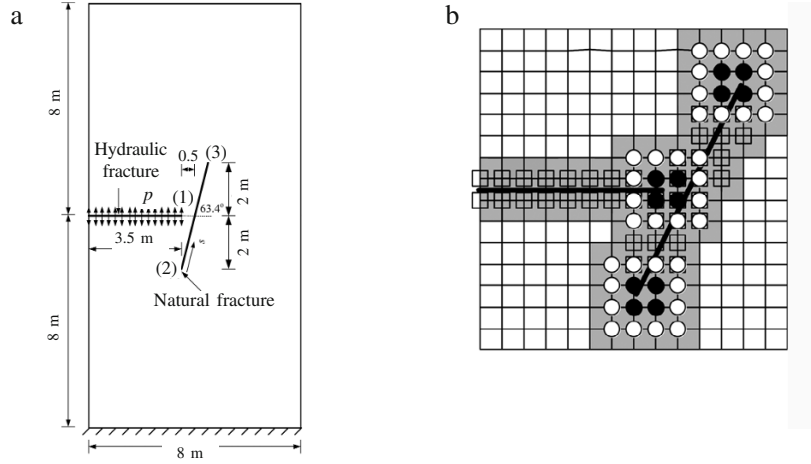 a
b
8 m
Hydraulic
fracture
0.5
(3)
p
(1)
63.4°
2 m
3.5 m
s
2 m
(2)
Natural fracture
8 m
8 m